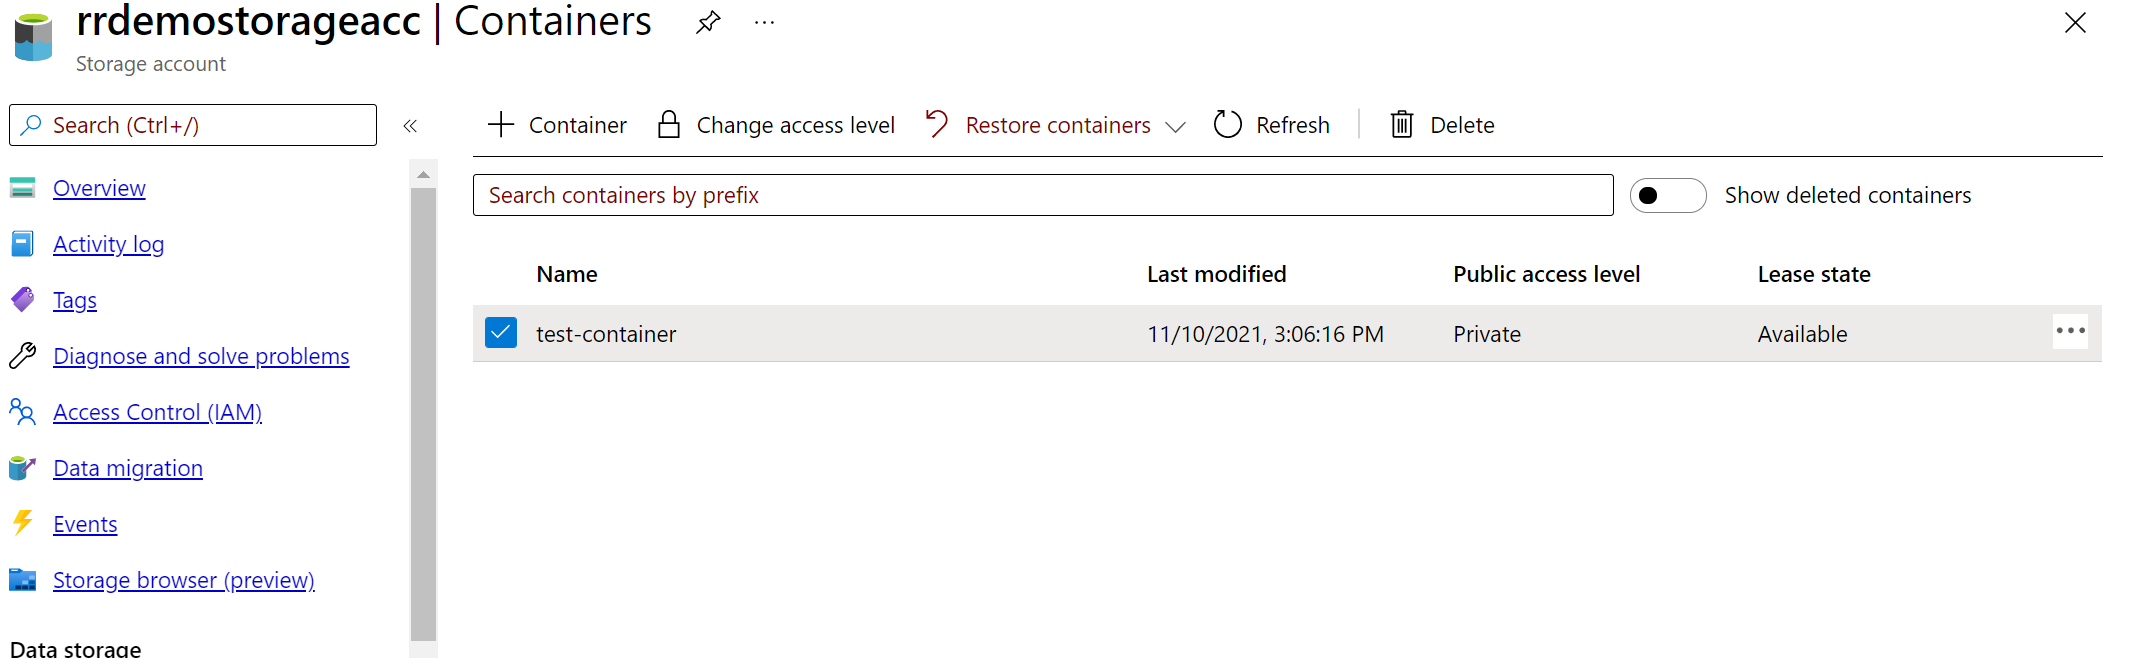 rrdemostorageacc | Containers
Storage account
Search (Ctrl+/)
Overview
Activity log
Tags
Diagnose and solve problems
Access Control (IAM)
Data migration
Events
Storage browser (preview)
Data storage
Container Change access level Restore containers Refresh Delete
Search containers by prefix Show deleted containers
Name Last modified Public access level Lease state
test-container 11/10/2021, 3:06:16 PM Private Available